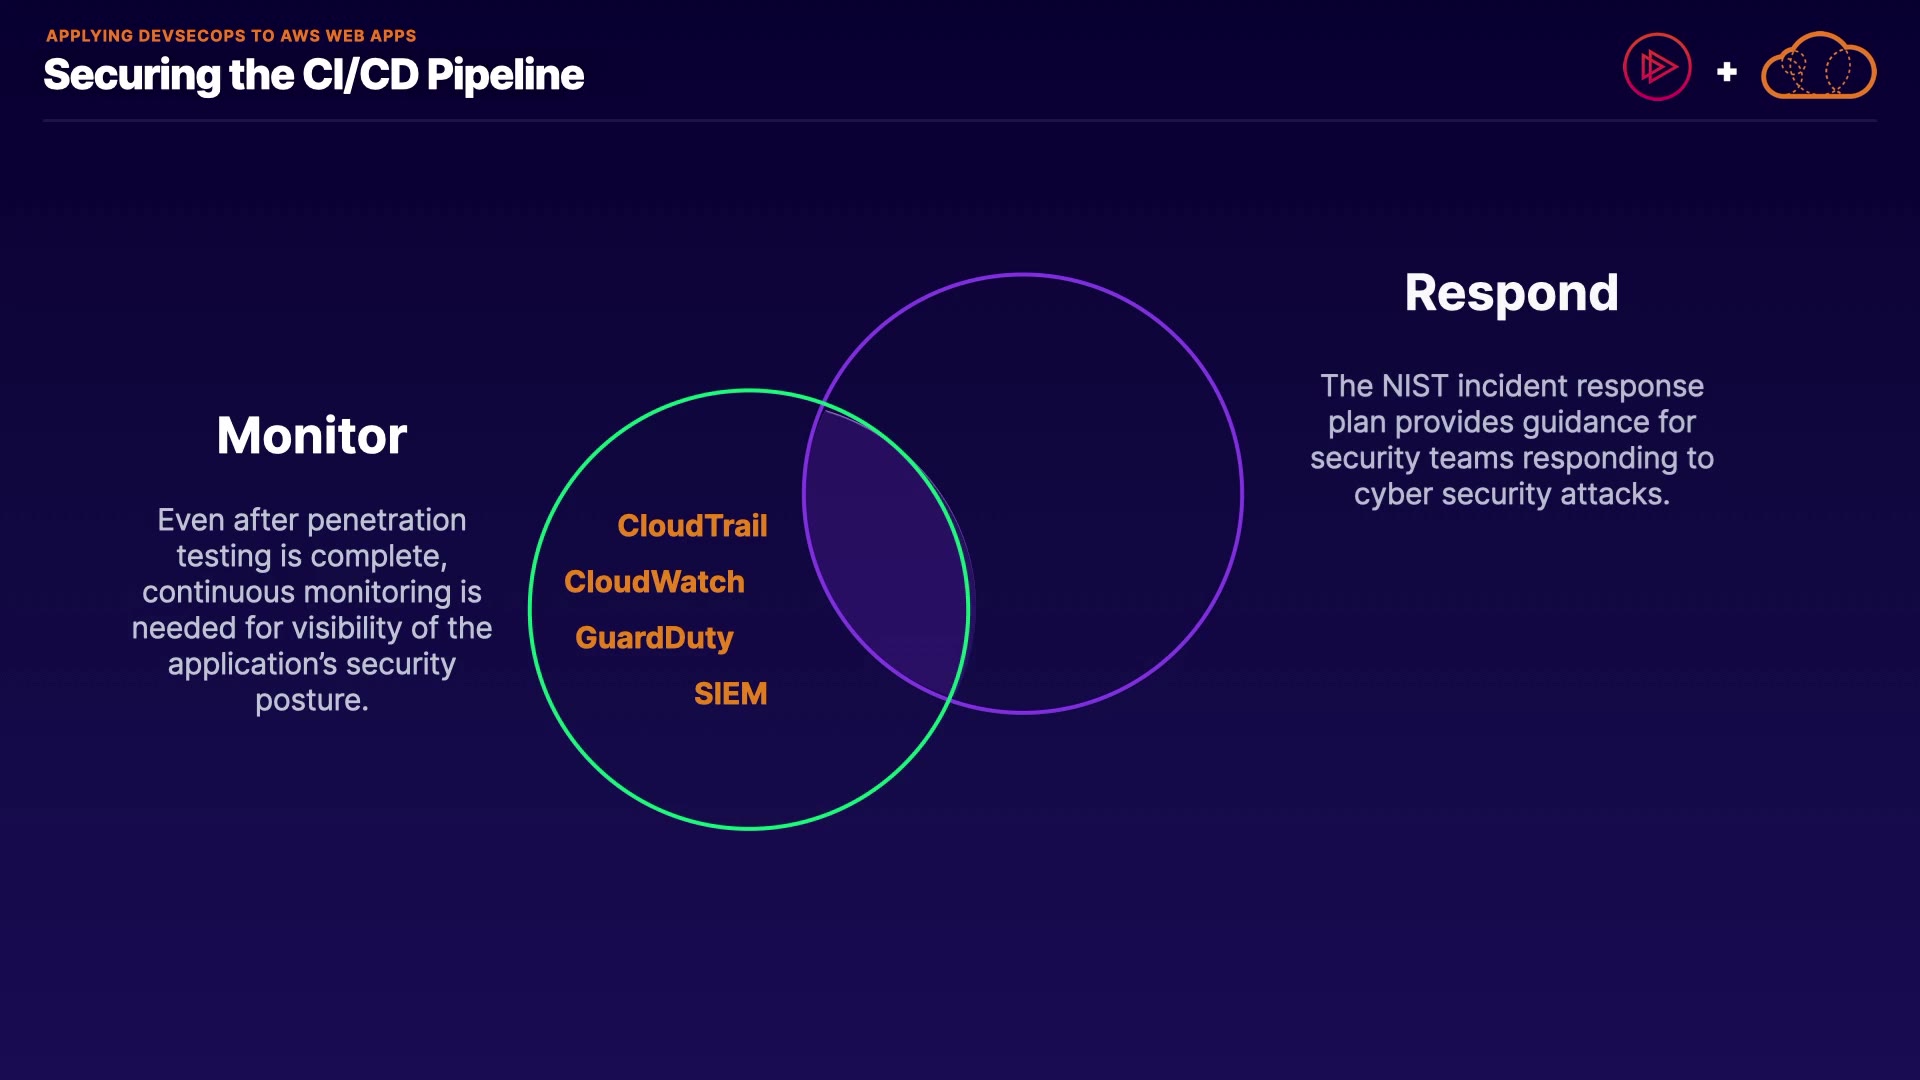 APPLYING DEVSECOPS TO AWS WEB APPS
Securing the CI/CD Pipeline
+
Monitor
Even after penetration
testing is complete,
continuous monitoring is
needed for visibility of the
application’s security
posture.
CloudTrail
CloudWatch
GuardDuty
SIEM
Respond
The NIST incident response
plan provides guidance for
security teams responding to
cyber security attacks.